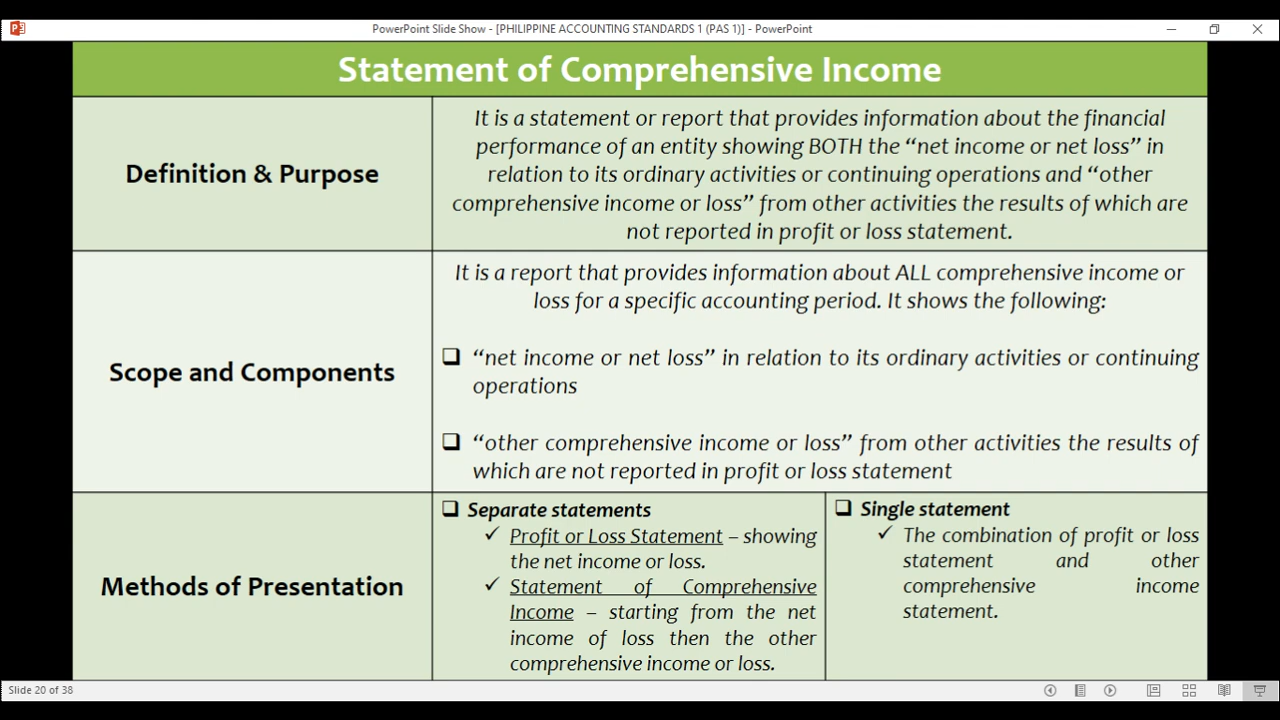 PowerPoint Slide Show - [PHILIPPINE ACCOUNTING STANDARDS 1 (PAS 1)] - PowerPoint
Statement of Comprehensive Income
Definition & Purpose
It is a statement or report that provides information about the financial
performance of an entity showing BOTH the “net income or net loss” in
relation to its ordinary activities or continuing operations and “other
comprehensive income or loss” from other activities the results of which are
not reported in profit or loss statement.
Scope and Components
It is a report that provides information about ALL comprehensive income or
loss for a specific accounting period. It shows the following:
“net income or net loss” in relation to its ordinary activities or continuing
operations
“other comprehensive income or loss” from other activities the results of
which are not reported in profit or loss statement
Methods of Presentation
Separate statements
Profit or Loss Statement – showing
the net income or loss.
Statement of Comprehensive
Income – starting from the net
income of loss then the other
comprehensive income or loss.
Single statement
The combination of profit or loss
statement and other
comprehensive income
statement.
Slide 20 of 38